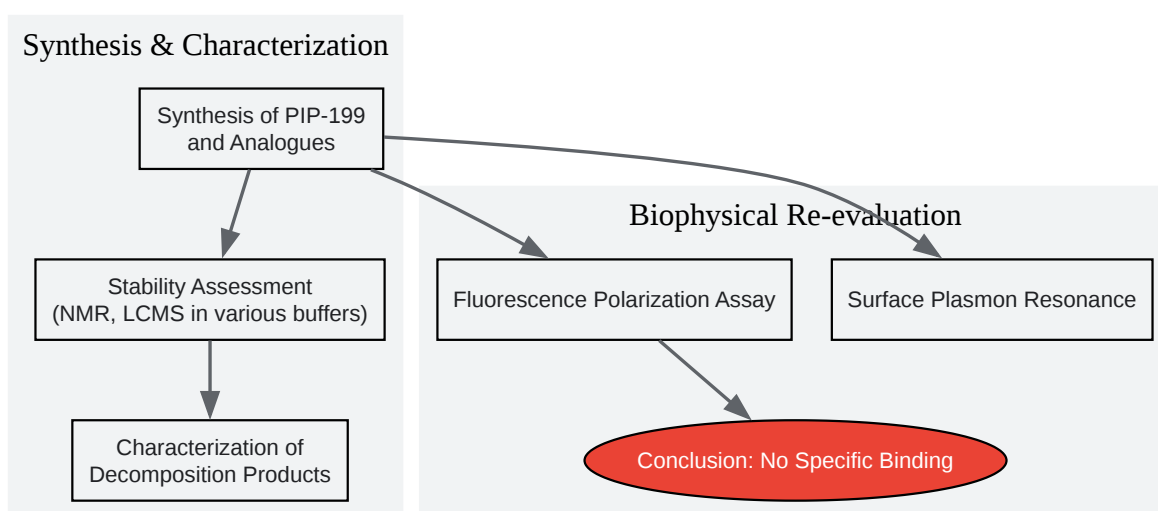 Synthesis & Characterization
Synthesis of PIP-199
and Analogues
Stability Assessment
(NMR, LCMS in various buffers)
Characterization of
Decomposition Products
Biophysical Re-evaluation
Fluorescence Polarization Assay
Surface Plasmon Resonance
Conclusion: No Specific Binding